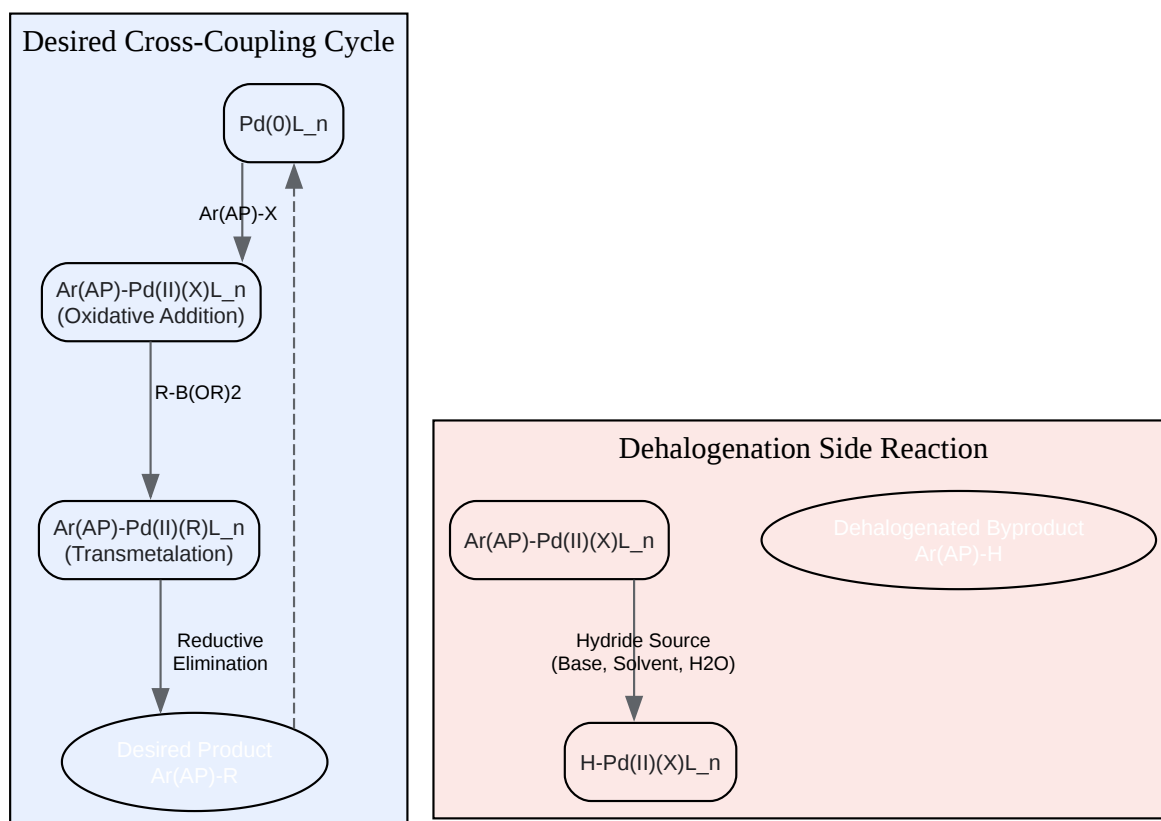 Desired Cross-Coupling Cycle
Pd(0)L_n
Ar(AP)-X
Ar(AP)-Pd(II)(X)L_n
(Oxidative Addition)
R-B(OR)2
Ar(AP)-Pd(II)(R)L_n
(Transmetalation)
Reductive
Elimination
Desired Product
Ar(AP)-R
Dehalogenation Side Reaction
Ar(AP)-Pd(II)(X)L_n
Dehalogenated Byproduct
Ar(AP)-H
Hydride Source
(Base, Solvent, H2O)
H-Pd(II)(X)L_n